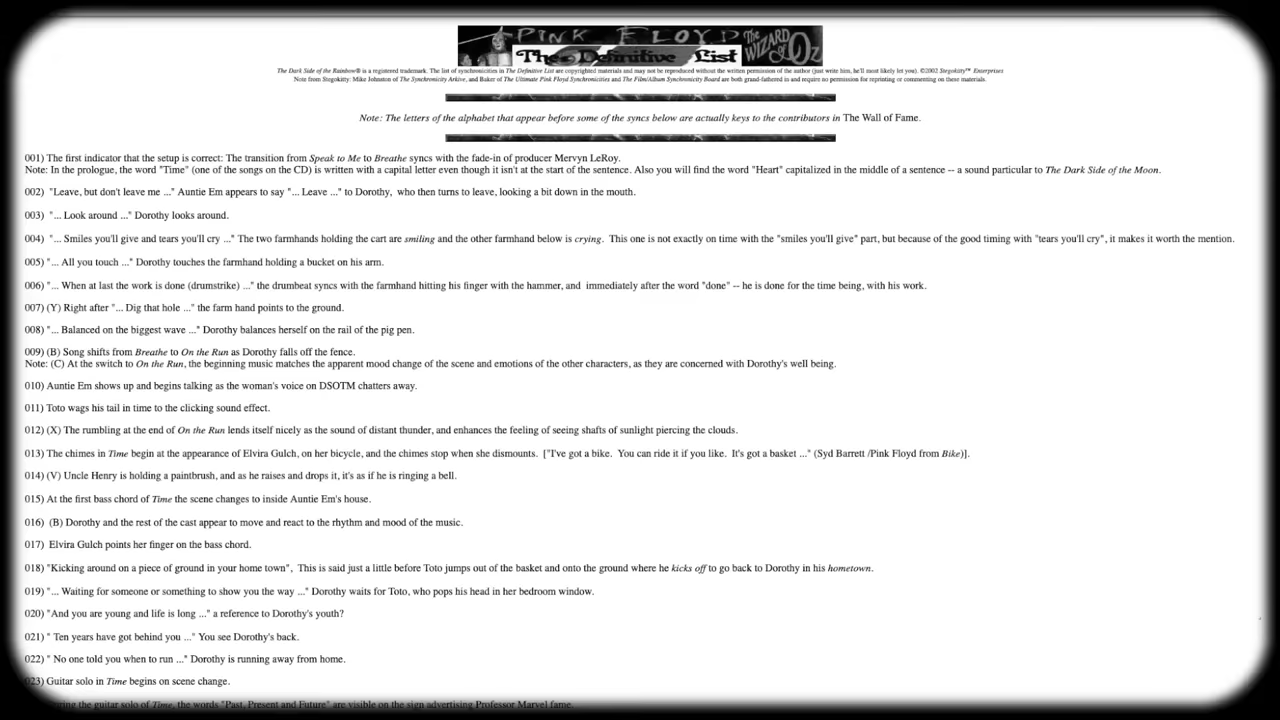 PINK FLOYD
The WIZARD of Oz
The Definitive List
The Dark Side of the Rainbow® is a registered trademark. The list of synchronicities in The Definitive List are copyrighted materials and may not be reproduced without the written permission of the author (just write him, he'll most likely let you). ©2002 Stegokitty™ Enterprises
Note from Stegokitty: Mike Johnston of The Synchronicity Arkive, and Baker of The Ultimate Pink Floyd Synchronicities and The Film/Album Synchronicity Board are both grand-fathered in and require no permission for reprinting or commenting on these materials.
Note: The letters of the alphabet that appear before some of the syncs below are actually keys to the contributors in The Wall of Fame.
001) The first indicator that the setup is correct: The transition from Speak to Me to Breathe syncs with the fade-in of producer Mervyn LeRoy.
Note: In the prologue, the word "Time" (one of the songs on the CD) is written with a capital letter even though it isn't at the start of the sentence. Also you will find the word "Heart" capitalized in the middle of a sentence -- a sound particular to The Dark Side of the Moon.
002) "Leave, but don't leave me ..." Auntie Em appears to say "... Leave ..." to Dorothy, who then turns to leave, looking a bit down in the mouth.
003) "... Look around ..." Dorothy looks around.
004) "... Smiles you'll give and tears you'll cry ..." The two farmhands holding the cart are smiling and the other farmhand below is crying. This one is not exactly on time with the "smiles you'll give" part, but because of the good timing with "tears you'll cry", it makes it worth the mention.
005) "... All you touch ..." Dorothy touches the farmhand holding a bucket on his arm.
006) "... When at last the work is done (drumstrike) ..." the drumbeat syncs with the farmhand hitting his finger with the hammer, and immediately after the word "done" -- he is done for the time being, with his work.
007) (Y) Right after "... Dig that hole ..." the farm hand points to the ground.
008) "... Balanced on the biggest wave ..." Dorothy balances herself on the rail of the pig pen.
009) (B) Song shifts from Breathe to On the Run as Dorothy falls off the fence.
Note: (C) At the switch to On the Run, the beginning music matches the apparent mood change of the scene and emotions of the other characters, as they are concerned with Dorothy's well being.
010) Auntie Em shows up and begins talking as the woman's voice on DSOTM chatters away.
011) Toto wags his tail in time to the clicking sound effect.
012) (X) The rumbling at the end of On the Run lends itself nicely as the sound of distant thunder, and enhances the feeling of seeing shafts of sunlight piercing the clouds.
013) The chimes in Time begin at the appearance of Elvira Gulch, on her bicycle, and the chimes stop when she dismounts. ["I've got a bike. You can ride it if you like. It's got a basket ..." (Syd Barrett /Pink Floyd from Bike)].
014) (V) Uncle Henry is holding a paintbrush, and as he raises and drops it, it's as if he is ringing a bell.
015) At the first bass chord of Time the scene changes to inside Auntie Em's house.
016) (B) Dorothy and the rest of the cast appear to move and react to the rhythm and mood of the music.
017) Elvira Gulch points her finger on the bass chord.
018) "Kicking around on a piece of ground in your home town", This is said just a little before Toto jumps out of the basket and onto the ground where he kicks off to go back to Dorothy in his hometown.
019) "... Waiting for someone or something to show you the way ..." Dorothy waits for Toto, who pops his head in her bedroom window.
020) "And you are young and life is long ..." a reference to Dorothy's youth?
021) " Ten years have got behind you ..." You see Dorothy's back.
022) " No one told you when to run ..." Dorothy is running away from home.
023) Guitar solo in Time begins on scene change.
the guitar solo of Time, the words "Past, Present and Future" are visible on the sign advertising Professor Marvel fame.